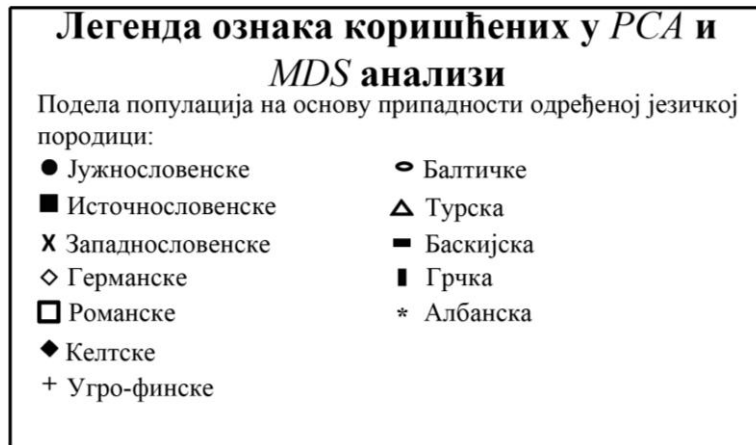 Легенда ознака коришћених у PCA и
MDS анализи
Подела популација на основу припадности одређеној језичкој
породици:
Јужнословенске
Источнословенске
Западнословенске
Германске
Романске
Келтске
Угро-финске
Балтичке
Турска
Баскијска
Грчка
Албанска